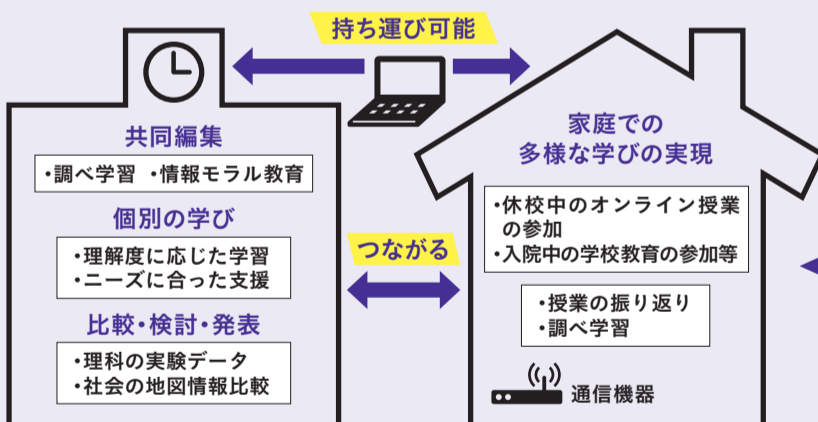 持ち運び可能
共同編集
・調べ学習 ・情報モラル教育
個別の学び
・理解度に応じた学習
・ニーズに合った支援
比較・検討・発表
・理科の実験データ
・社会の地図情報比較
つながる
家庭での
多様な学びの実現
・休校中のオンライン授業
の参加
・入院中の学校教育の参加等
・授業の振り返り
・調べ学習
通信機器